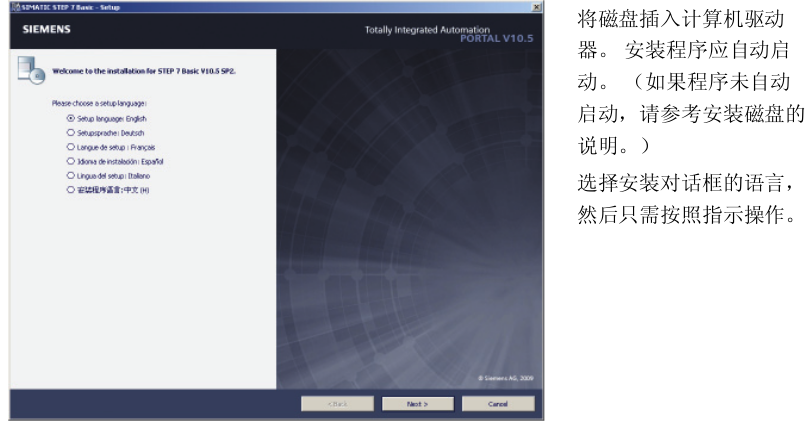 SIMATIC STEP 7 Basic - Setup
SIEMENS
Totally Integrated Automation
PORTAL V10.5
Welcome to the installation for STEP 7 Basic V10.5 SP2.
Please choose a setup language:
Setup language: English
Setupsprache: Deutsch
Langue de setup : Français
Idioma de instalación: Español
Lingua del setup: Italiano
安装程序语言:中文 (H)
© Siemens AG, 2009
< Back
Next >
Cancel
将磁盘插入计算机驱动
器。 安装程序应自动启
动。 （如果程序未自动
启动，请参考安装磁盘的
说明。）
选择安装对话框的语言，
然后只需按照指示操作。